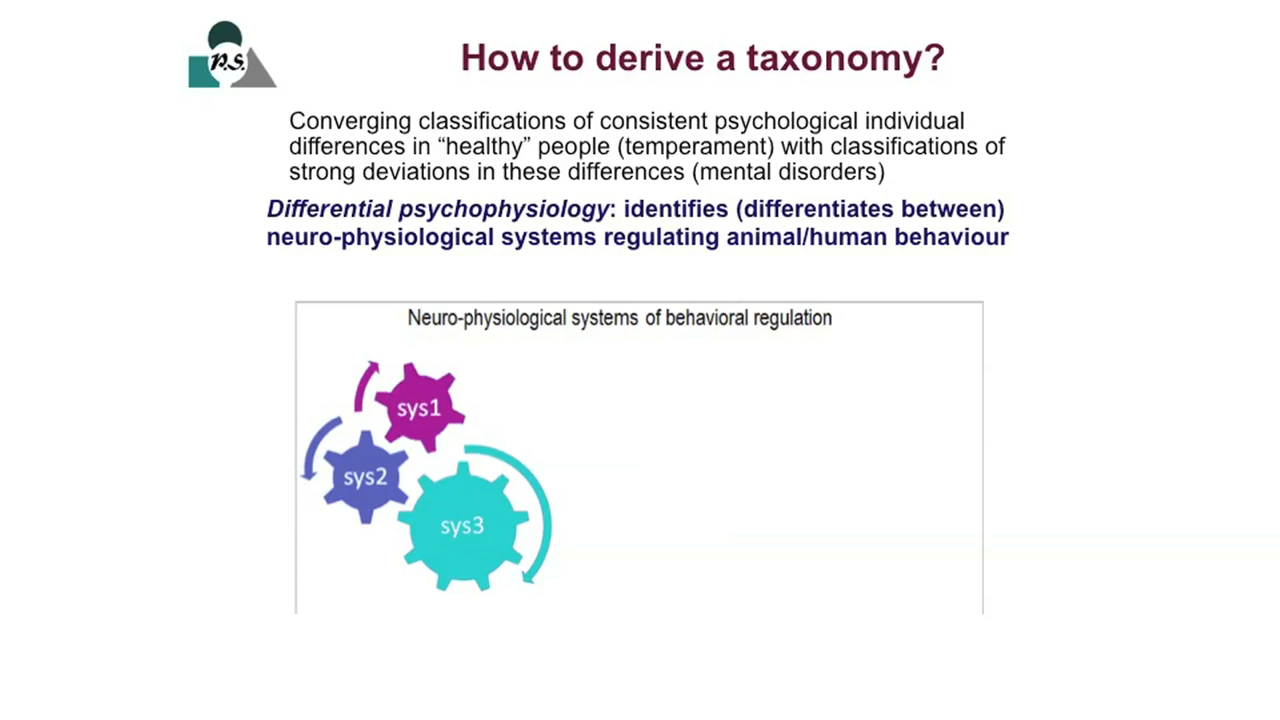 P.S.
How to derive a taxonomy?
Converging classifications of consistent psychological individual
differences in “healthy” people (temperament) with classifications of
strong deviations in these differences (mental disorders)
Differential psychophysiology: identifies (differentiates between)
neuro-physiological systems regulating animal/human behaviour
Neuro-physiological systems of behavioral regulation
sys1
sys2
sys3